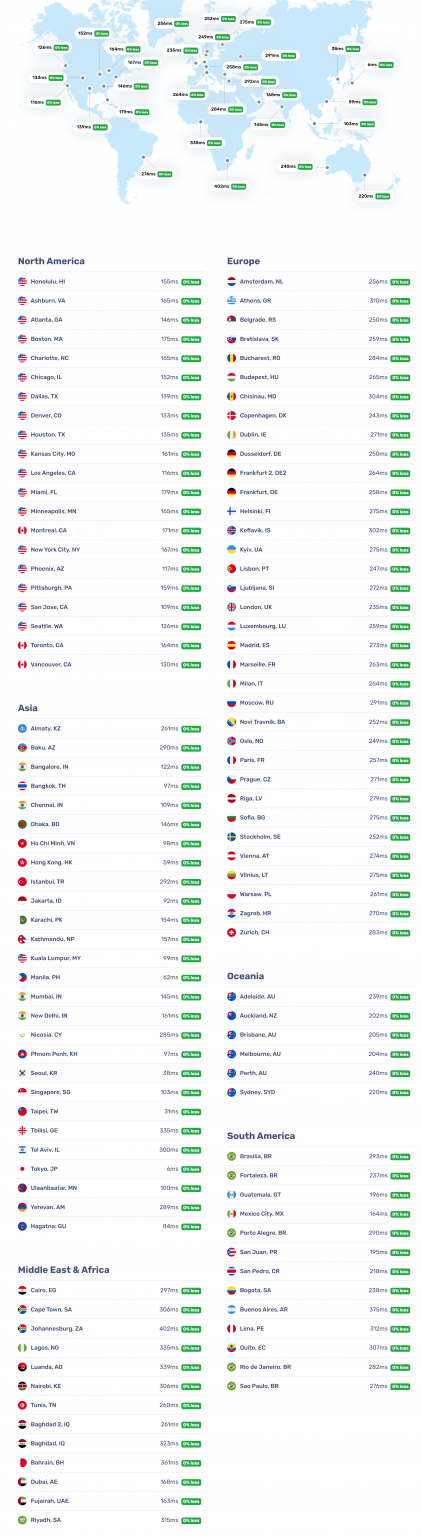 252ms 0% loss
256ms 0% loss
275ms 0% loss
152ms 0% loss
249ms 0% loss
126ms 0% loss
164ms 0% loss
235ms 0% loss
38ms 0% loss
291ms 0% loss
167ms 0% loss
6ms 0% loss
258ms 0% loss
133ms 0% loss
292ms 0% loss
146ms 0% loss
264ms 0% loss
168ms 0% loss
116ms 0% loss
59ms 0% loss
284ms 0% loss
179ms 0% loss
145ms 0% loss
103ms 0% loss
139ms 0% loss
335ms 0% loss
240ms 0% loss
276ms 0% loss
402ms 0% loss
220ms 0% loss
North America
Honolulu, HI 155ms 0% loss
Ashburn, VA 165ms 0% loss
Atlanta, GA 146ms 0% loss
Boston, MA 175ms 0% loss
Charlotte, NC 165ms 0% loss
Chicago, IL 152ms 0% loss
Dallas, TX 139ms 0% loss
Denver, CO 133ms 0% loss
Houston, TX 135ms 0% loss
Kansas City, MO 161ms 0% loss
Los Angeles, CA 116ms 0% loss
Miami, FL 179ms 0% loss
Minneapolis, MN 165ms 0% loss
Montreal, CA 171ms 0% loss
New York City, NY 167ms 0% loss
Phoenix, AZ 117ms 0% loss
Pittsburgh, PA 159ms 0% loss
San Jose, CA 109ms 0% loss
Seattle, WA 126ms 0% loss
Toronto, CA 164ms 0% loss
Vancouver, CA 130ms 0% loss
Asia
Almaty, KZ 261ms 0% loss
Baku, AZ 290ms 0% loss
Bangalore, IN 122ms 0% loss
Bangkok, TH 97ms 0% loss
Chennai, IN 109ms 0% loss
Dhaka, BD 146ms 0% loss
Ho Chi Minh, VN 98ms 0% loss
Hong Kong, HK 59ms 0% loss
Istanbul, TR 292ms 0% loss
Jakarta, ID 92ms 0% loss
Karachi, PK 154ms 0% loss
Kathmandu, NP 157ms 0% loss
Kuala Lumpur, MY 99ms 0% loss
Manila, PH 62ms 0% loss
Mumbai, IN 145ms 0% loss
New Delhi, IN 161ms 0% loss
Nicosia, CY 285ms 0% loss
Phnom Penh, KH 97ms 0% loss
Seoul, KR 38ms 0% loss
Singapore, SG 103ms 0% loss
Taipei, TW 31ms 0% loss
Tbilisi, GE 335ms 0% loss
Tel Aviv, IL 300ms 0% loss
Tokyo, JP 6ms 0% loss
Ulaanbaatar, MN 100ms 0% loss
Yerevan, AM 289ms 0% loss
Hagatna: GU 84ms 0% loss
Middle East & Africa
Cairo, EG 297ms 0% loss
Cape Town, SA 306ms 0% loss
Johannesburg, ZA 402ms 0% loss
Lagos, NG 335ms 0% loss
Luanda, AO 339ms 0% loss
Nairobi, KE 306ms 0% loss
Tunis, TN 260ms 0% loss
Baghdad 2, IQ 261ms 0% loss
Baghdad, IQ 323ms 0% loss
Bahrain, BH 361ms 0% loss
Dubai, AE 168ms 0% loss
Fujairah, UAE 163ms 0% loss
Riyadh, SA 315ms 0% loss
Europe
Amsterdam, NL 256ms 0% loss
Athens, GR 310ms 0% loss
Belgrade, RS 250ms 0% loss
Bratislava, SK 259ms 0% loss
Bucharest, RO 284ms 0% loss
Budapest, HU 265ms 0% loss
Chisinau, MD 304ms 0% loss
Copenhagen, DK 243ms 0% loss
Dublin, IE 271ms 0% loss
Dusseldorf, DE 250ms 0% loss
Frankfurt 2, DE2 264ms 0% loss
Frankfurt, DE 258ms 0% loss
Helsinki, FI 275ms 0% loss
Keflavik, IS 302ms 0% loss
Kyiv, UA 275ms 0% loss
Lisbon, PT 247ms 0% loss
Ljubljana, SI 272ms 0% loss
London, UK 235ms 0% loss
Luxembourg, LU 259ms 0% loss
Madrid, ES 273ms 0% loss
Marseille, FR 263ms 0% loss
Milan, IT 264ms 0% loss
Moscow, RU 291ms 0% loss
Novi Travnik, BA 252ms 0% loss
Oslo, NO 249ms 0% loss
Paris, FR 257ms 0% loss
Prague, CZ 271ms 0% loss
Riga, LV 279ms 0% loss
Sofia, BG 275ms 0% loss
Stockholm, SE 252ms 0% loss
Vienna, AT 274ms 0% loss
Vilnius, LT 275ms 0% loss
Warsaw, PL 261ms 0% loss
Zagreb, HR 270ms 0% loss
Zurich, CH 283ms 0% loss
Oceania
Adelaide, AU 239ms 0% loss
Auckland, NZ 202ms 0% loss
Brisbane, AU 205ms 0% loss
Melbourne, AU 204ms 0% loss
Perth, AU 240ms 0% loss
Sydney, SYD 220ms 0% loss
South America
Brasilia, BR 293ms 0% loss
Fortaleza, BR 237ms 0% loss
Guatemala, GT 196ms 0% loss
Mexico City, MX 164ms 0% loss
Porto Alegre, BR 290ms 0% loss
San Juan, PR 195ms 0% loss
San Pedro, CR 218ms 0% loss
Bogota, SA 238ms 0% loss
Buenos Aires, AR 375ms 0% loss
Lima, PE 312ms 0% loss
Quito, EC 307ms 0% loss
Rio de Janeiro, BR 282ms 0% loss
Sao Paulo, BR 276ms 0% loss